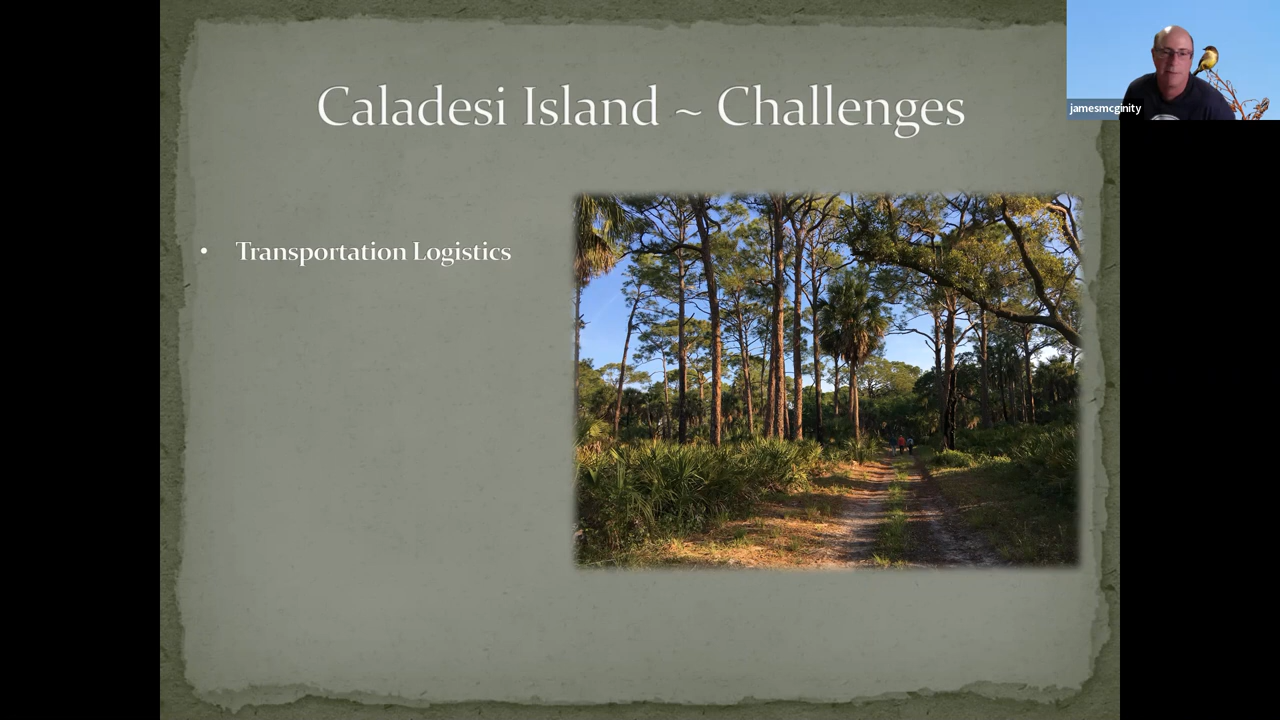 Caladesi Island ~ Challenges
jamesmcginity
• Transportation Logistics